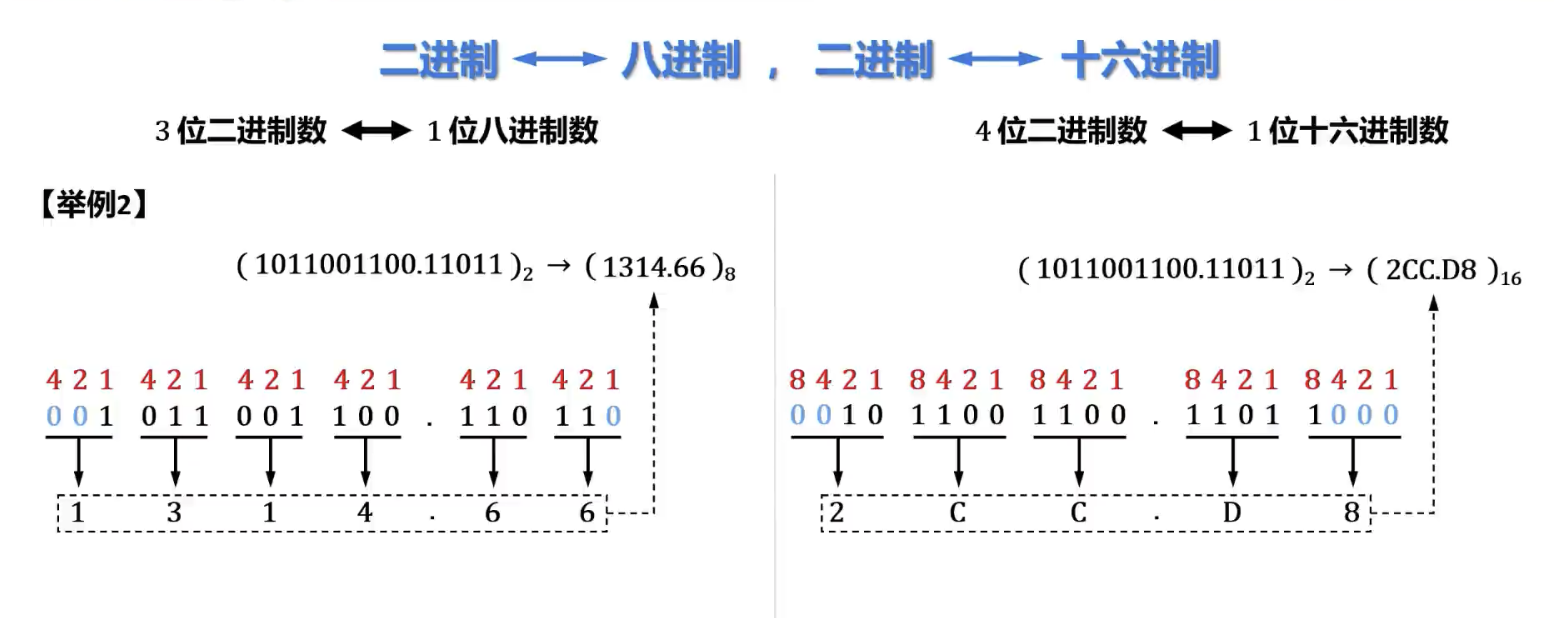 二进制 ⟷ 八进制 ， 二进制 ⟷ 十六进制
3 位二进制数 ⟷ 1 位八进制数
4 位二进制数 ⟷ 1 位十六进制数
【举例2】
( 1011001100.11011 )₂ → ( 1314.66 )₈
4 2 1 4 2 1 4 2 1 4 2 1 4 2 1 4 2 1
0 0 1 0 1 1 0 0 1 1 0 0 . 1 1 0 1 1 0
1 3 1 4 . 6 6
( 1011001100.11011 )₂ → ( 2CC.D8 )₁₆
8 4 2 1 8 4 2 1 8 4 2 1 8 4 2 1 8 4 2 1
0 0 1 0 1 1 0 0 1 1 0 0 . 1 1 0 1 1 0 0 0
2 C C . D 8